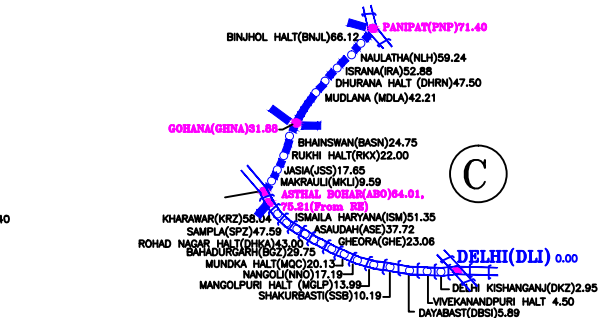 PANIPAT(PNP)71.40
BINJHOL HALT(BNJL)66.12
NAULATHA(NLH)59.24
ISRANA(IRA)52.88
DHURANA HALT (DHRN)47.50
MUDLANA (MDLA)42.21
GOHANA(GHNA)31.88
BHAINSWAN(BASN)24.75
RUKHI HALT(RKX)22.00
JASIA(JSS)17.65
MAKRAULI(MKLI)9.59
C
ASTHAL BOHAR(ABO)64.01,
75.21(From RE)
40
KHARAWAR(KRZ)58.04
ISMAILA HARYANA(ISM)51.35
SAMPLA(SPZ)47.59
ASAUDAH(ASE)37.72
ROHAD NAGAR HALT(DHKA)43.00
GHEORA(GHE)23.06
BAHADURGARH(BGZ)29.75
DELHI(DLI) 0.00
MUNDKA HALT(MQC)20.13
NANGOLI(NNO)17.19
MANGOLPURI HALT (MGLP)13.99
DELHI KISHANGANJ(DKZ)2.95
SHAKURBASTI(SSB)10.19
VIVEKANANDPURI HALT 4.50
DAYABAST(DBSI)5.89